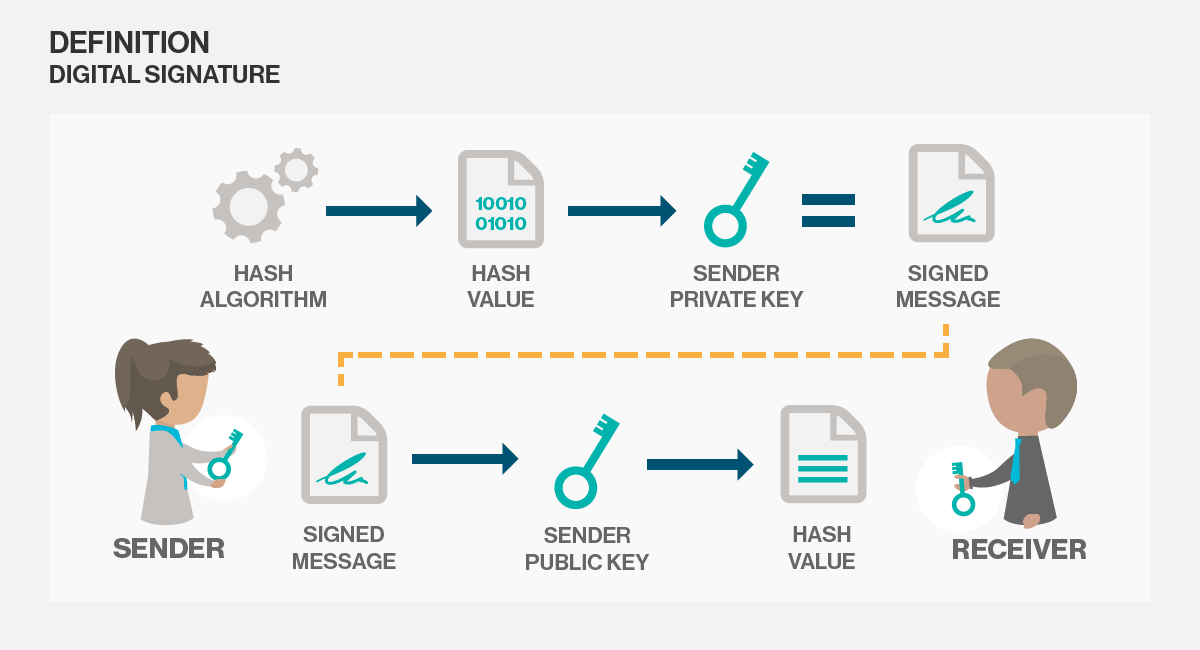 DEFINITION
DIGITAL SIGNATURE
10010
01010
HASH
ALGORITHM
HASH
VALUE
SENDER
PRIVATE KEY
SIGNED
MESSAGE
SENDER
SIGNED
MESSAGE
SENDER
PUBLIC KEY
HASH
VALUE
RECEIVER